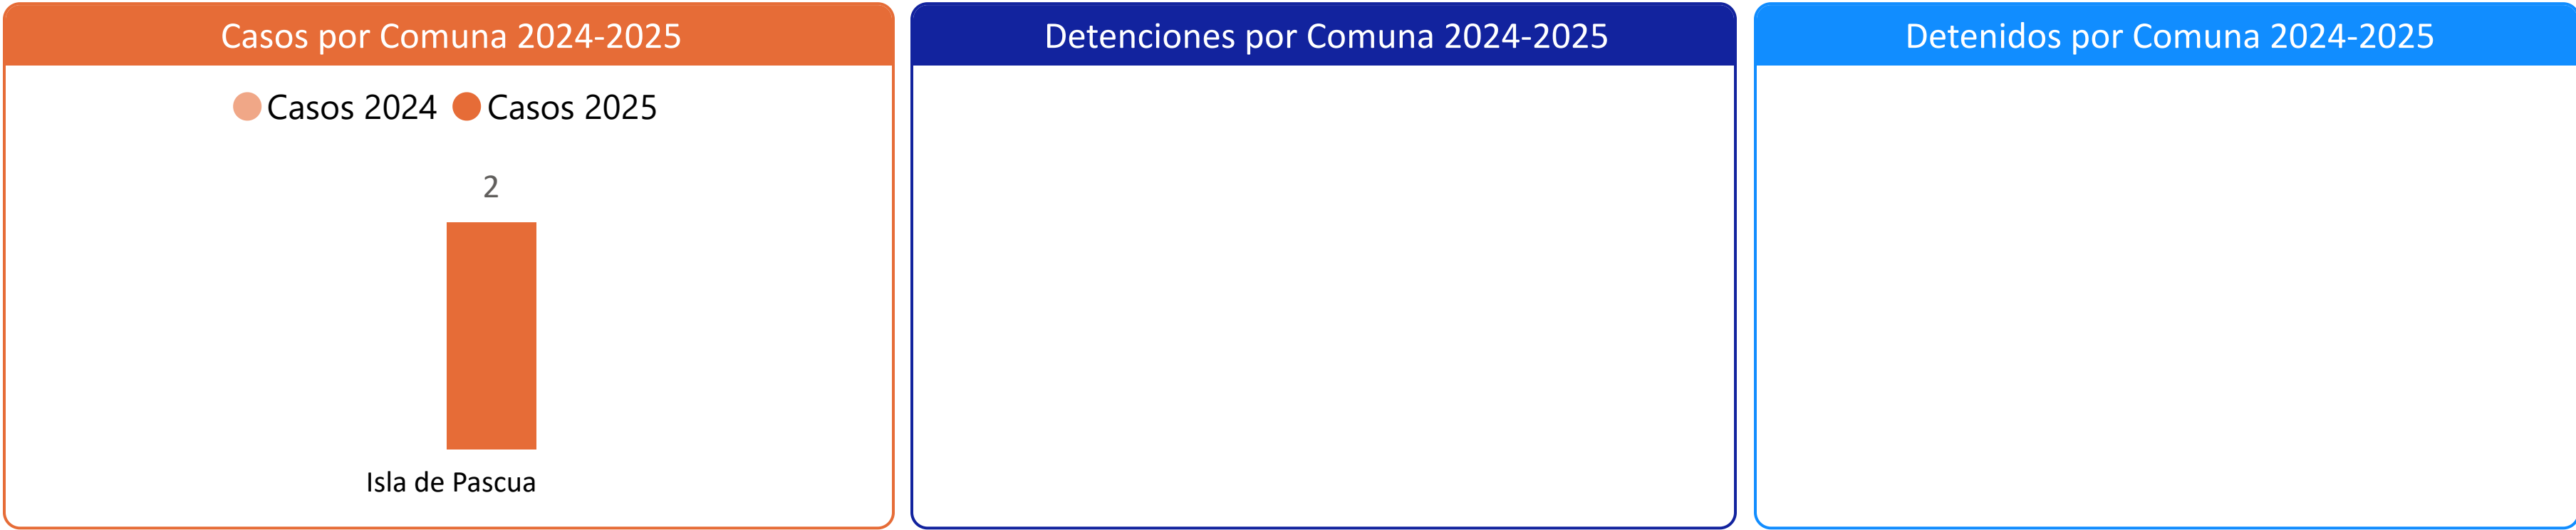 Casos por Comuna 2024-2025
Casos 2024 Casos 2025
2
Isla de Pascua
Detenciones por Comuna 2024-2025
Detenidos por Comuna 2024-2025